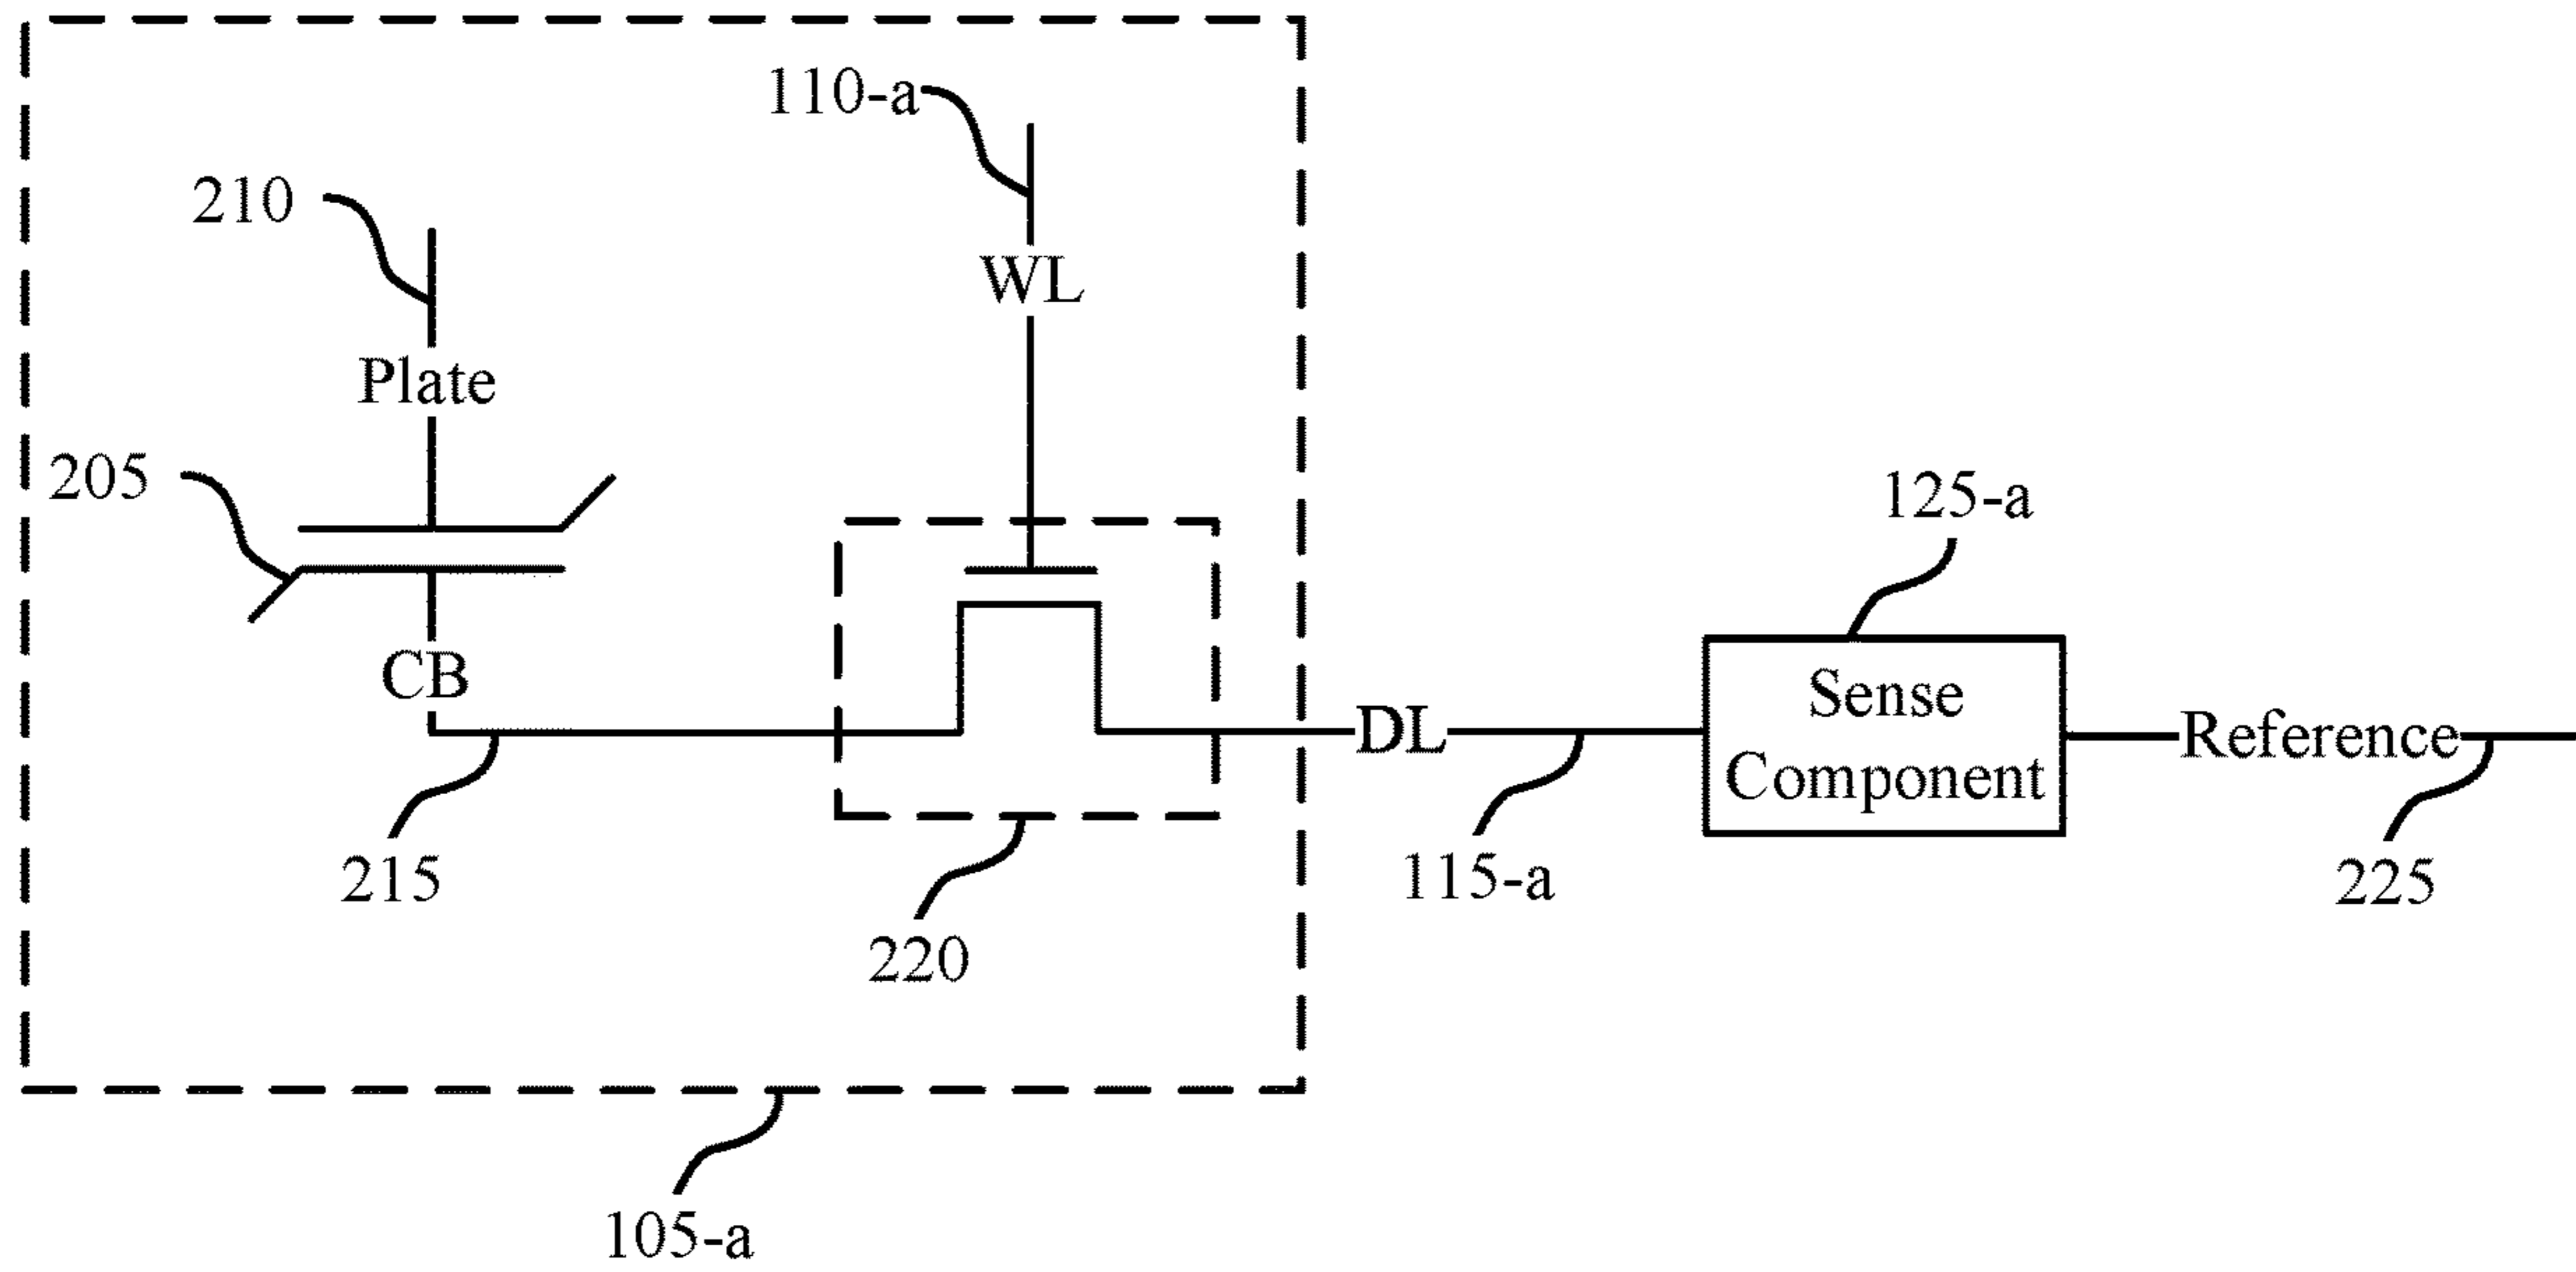 110-a
210
WL
Plate
205
125-a
CB
Sense
Component
DL
Reference
215
115-a
225
220
105-a